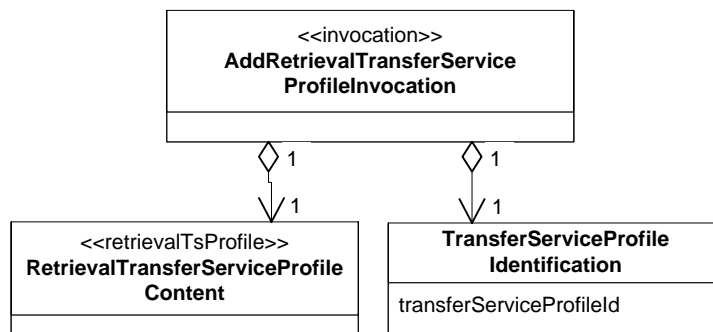 <<invocation>>
AddRetrievalTransferService
ProfileInvocation
1
1
1
1
<<retrievalTsProfile>>
RetrievalTransferServiceProfile
Content
TransferServiceProfile
Identification
transferServiceProfileId